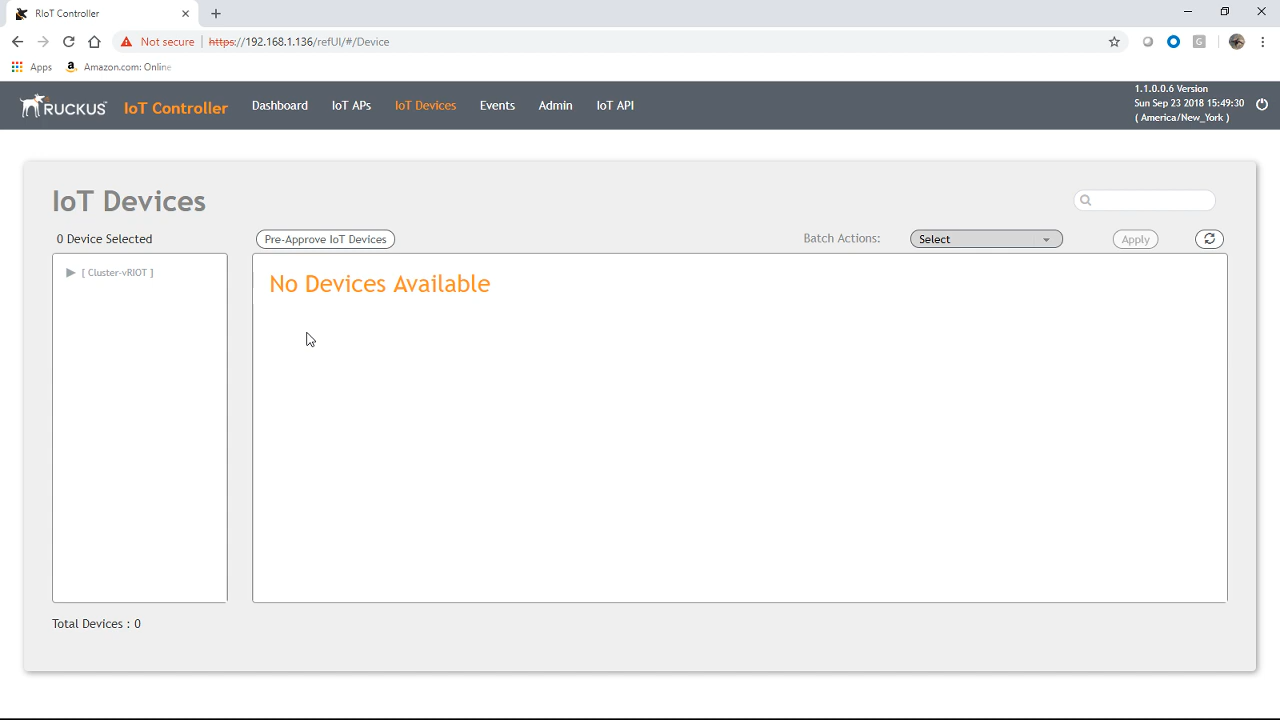 RIoT Controller
Not secure https://192.168.1.136/refUI/#/Device
G
Apps Amazon.com: Online
RUCKUS IoT Controller Dashboard IoT APs IoT Devices Events Admin IoT API
1.1.0.0.6 Version
Sun Sep 23 2018 15:49:30
( America/New_York )
IoT Devices
0 Device Selected Pre-Approve IoT Devices Batch Actions: Select Apply
[ Cluster-vRIOT ]
No Devices Available
Total Devices : 0